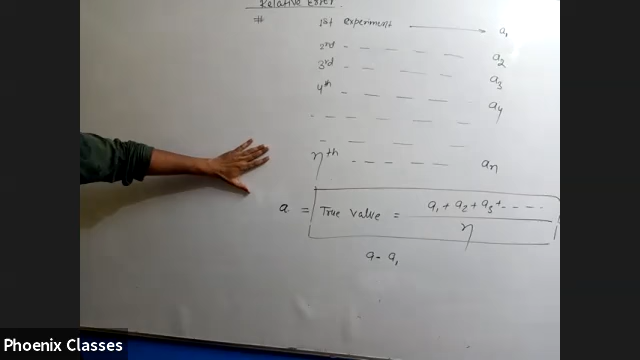 Relative Error
# 1st experiment → a₁
2nd - - - - a₂
3rd - - - - a₃
4th - - - - - a₄
- - - - - -
- - - - -
nth - - - - - - aₙ
a = True Value = a₁ + a₂ + a₃ + - - - - / n
a - a₁
Phoenix Classes